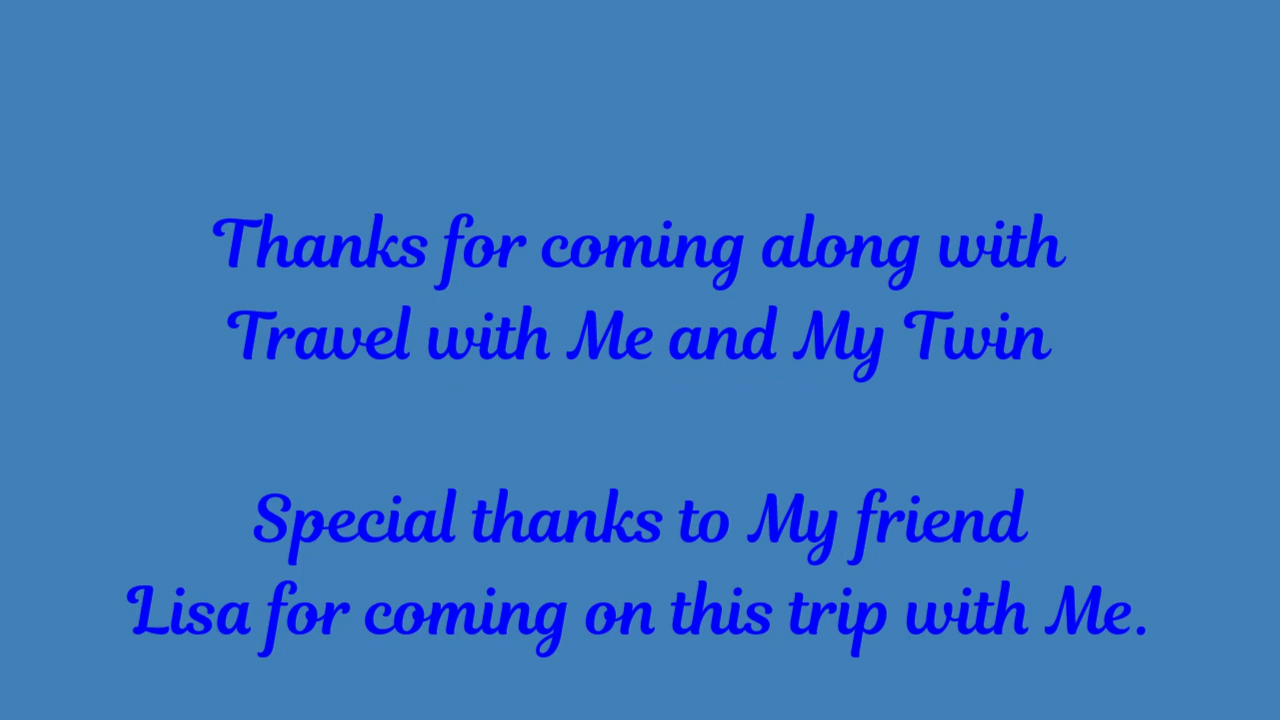 Thanks for coming along with
Travel with Me and My Twin
Special thanks to My friend
Lisa for coming on this trip with Me.